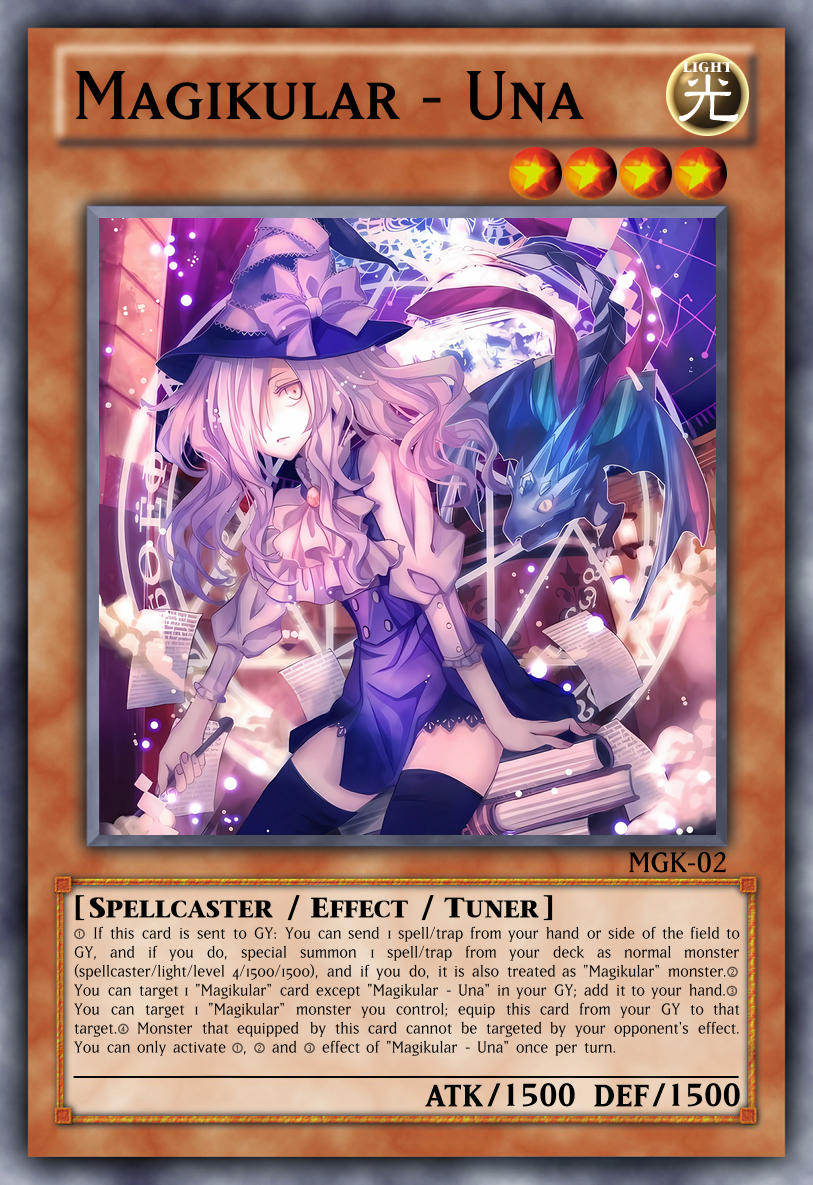 Magikular - Una
LIGHT
光
MGK-02
[Spellcaster / Effect / Tuner]
① If this card is sent to GY: You can send 1 spell/trap from your hand or side of the field to
GY, and if you do, special summon 1 spell/trap from your deck as normal monster
(spellcaster/light/level 4/1500/1500), and if you do, it is also treated as "Magikular" monster.②
You can target 1 "Magikular" card except "Magikular - Una" in your GY; add it to your hand.③
You can target 1 "Magikular" monster you control; equip this card from your GY to that
target.④ Monster that equipped by this card cannot be targeted by your opponent's effect.
You can only activate ①, ② and ③ effect of "Magikular - Una" once per turn.
ATK/1500 DEF/1500